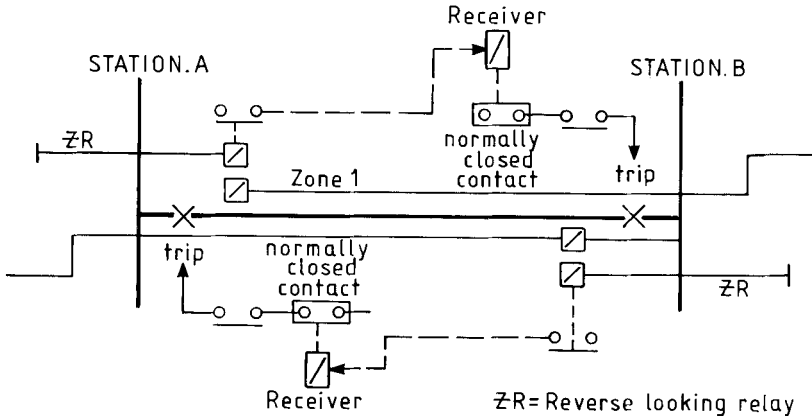 Receiver
STATION.A
STATION.B
ZR
normally
closed
contact
trip
Zone 1
trip
normally
closed
contact
ZR
Receiver
ZR=Reverse looking relay